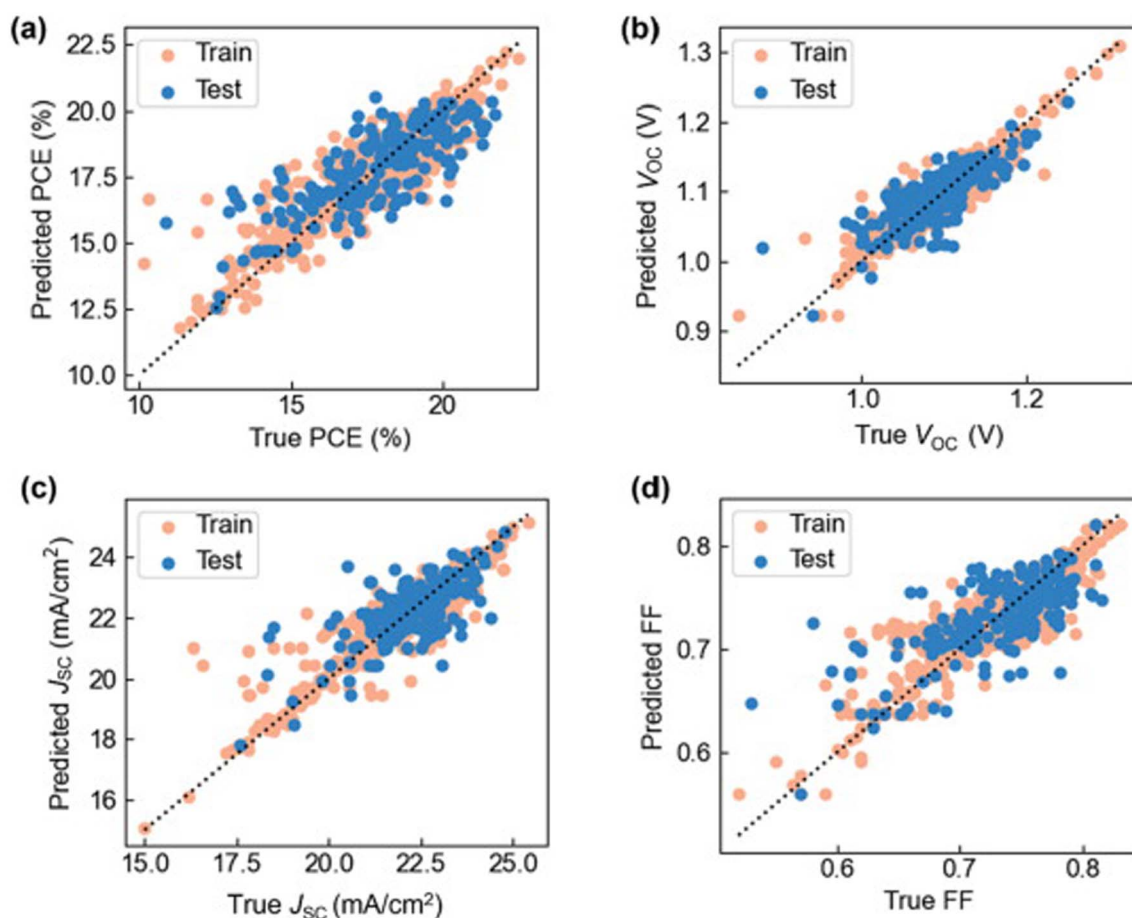 (a)
Train
Test
22.5
20.0
17.5
15.0
12.5
10.0
Predicted PCE (%)
10 15 20
True PCE (%)
(b)
Train
Test
1.3
1.2
1.1
1.0
0.9
Predicted VOC (V)
1.0 1.2
True VOC (V)
(c)
Train
Test
24
22
20
18
16
Predicted JSC (mA/cm²)
15.0 17.5 20.0 22.5 25.0
True JSC (mA/cm²)
(d)
Train
Test
0.8
0.7
0.6
Predicted FF
0.6 0.7 0.8
True FF